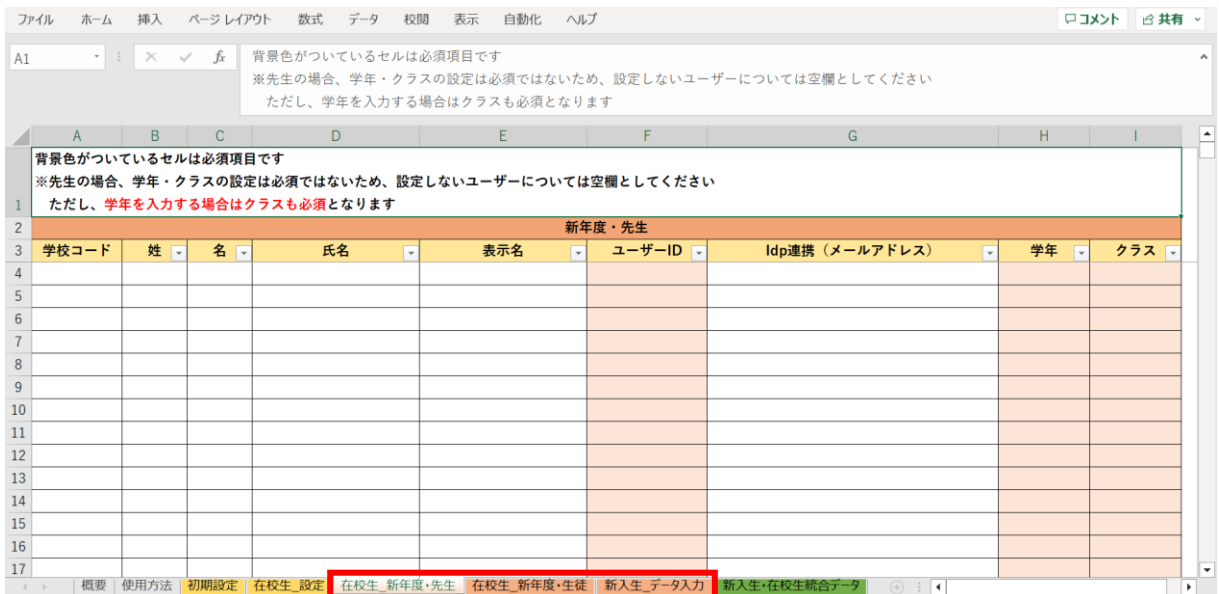 ファイル ホーム 挿入 ページ レイアウト 数式 データ 校閲 表示 自動化 ヘルプ コメント 共有
A1 fx 背景色がついているセルは必須項目です
※先生の場合、学年・クラスの設定は必須ではないため、設定しないユーザーについては空欄としてください
ただし、学年を入力する場合はクラスも必須となります
A B C D E F G H I
背景色がついているセルは必須項目です
※先生の場合、学年・クラスの設定は必須ではないため、設定しないユーザーについては空欄としてください
1 ただし、学年を入力する場合はクラスも必須となります
2 新年度・先生
3 学校コード 姓 名 氏名 表示名 ユーザーID Idp連携（メールアドレス） 学年 クラス
4
5
6
7
8
9
10
11
12
13
14
15
16
17
概要 使用方法 初期設定 在校生_設定 在校生_新年度・先生 在校生_新年度・生徒 新入生_データ入力 新入生・在校生統合データ